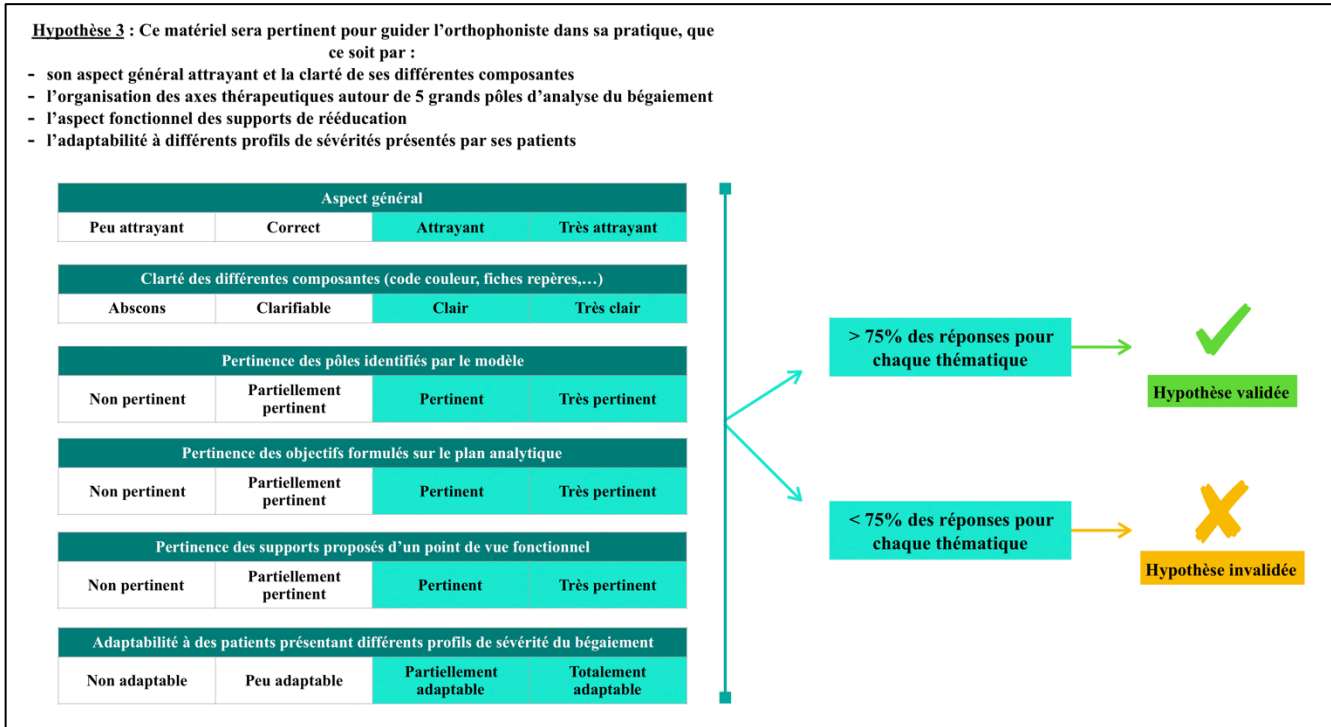 Hypothèse 3 : Ce matériel sera pertinent pour guider l’orthophoniste dans sa pratique, que
ce soit par :
- son aspect général attrayant et la clarté de ses différentes composantes
- l’organisation des axes thérapeutiques autour de 5 grands pôles d’analyse du bégaiement
- l’aspect fonctionnel des supports de rééducation
- l’adaptabilité à différents profils de sévérités présentés par ses patients
Aspect général
Peu attrayant Correct Attrayant Très attrayant
Clarté des différentes composantes (code couleur, fiches repères,…)
Abscons Clarifiable Clair Très clair
Pertinence des pôles identifiés par le modèle
Non pertinent Partiellement pertinent Pertinent Très pertinent
Pertinence des objectifs formulés sur le plan analytique
Non pertinent Partiellement pertinent Pertinent Très pertinent
Pertinence des supports proposés d’un point de vue fonctionnel
Non pertinent Partiellement pertinent Pertinent Très pertinent
Adaptabilité à des patients présentant différents profils de sévérité du bégaiement
Non adaptable Peu adaptable Partiellement adaptable Totalement adaptable
> 75% des réponses pour
chaque thématique
Hypothèse validée
< 75% des réponses pour
chaque thématique
Hypothèse invalidée